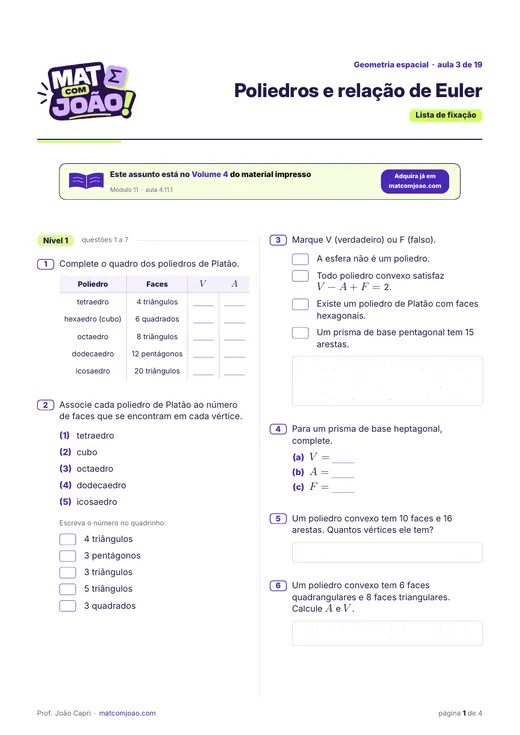 MAT Σ
COM
JOÃO!
Geometria espacial · aula 3 de 19
Poliedros e relação de Euler
Lista de fixação
Este assunto está no Volume 4 do material impresso
Módulo 11 · aula 4.11.1
Adquira já em
matcomjoao.com
Nível 1 questões 1 a 7
1 Complete o quadro dos poliedros de Platão.
Poliedro Faces V A
tetraedro 4 triângulos
hexaedro (cubo) 6 quadrados
octaedro 8 triângulos
dodecaedro 12 pentágonos
icosaedro 20 triângulos
2 Associe cada poliedro de Platão ao número
de faces que se encontram em cada vértice.
(1) tetraedro
(2) cubo
(3) octaedro
(4) dodecaedro
(5) icosaedro
Escreva o número no quadrinho:
4 triângulos
3 pentágonos
3 triângulos
5 triângulos
3 quadrados
3 Marque V (verdadeiro) ou F (falso).
A esfera não é um poliedro.
Todo poliedro convexo satisfaz
V − A + F = 2.
Existe um poliedro de Platão com faces
hexagonais.
Um prisma de base pentagonal tem 15
arestas.
4 Para um prisma de base heptagonal,
complete.
(a) V = ____
(b) A = ____
(c) F = ____
5 Um poliedro convexo tem 10 faces e 16
arestas. Quantos vértices ele tem?
6 Um poliedro convexo tem 6 faces
quadrangulares e 8 faces triangulares.
Calcule A e V.
Prof. João Capri · matcomjoao.com
página 1 de 4